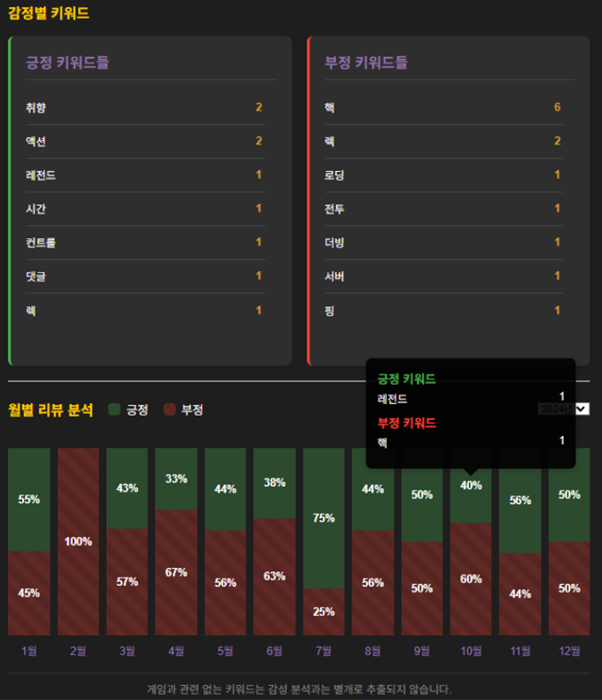 감정별 키워드
긍정 키워드들
취향 2
액션 2
레전드 1
시간 1
컨트롤 1
댓글 1
렉 1
부정 키워드들
핵 6
렉 2
로딩 1
전투 1
더빙 1
서버 1
핑 1
긍정 키워드
레전드 1
부정 키워드
핵 1
월별 리뷰 분석 긍정 부정
55% 43% 33% 44% 38% 75% 44% 50% 40% 56% 50%
45% 100% 57% 67% 56% 63% 25% 56% 50% 60% 44% 50%
1월 2월 3월 4월 5월 6월 7월 8월 9월 10월 11월 12월
게임과 관련 없는 키워드는 감성 분석과는 별개로 추출되지 않습니다.